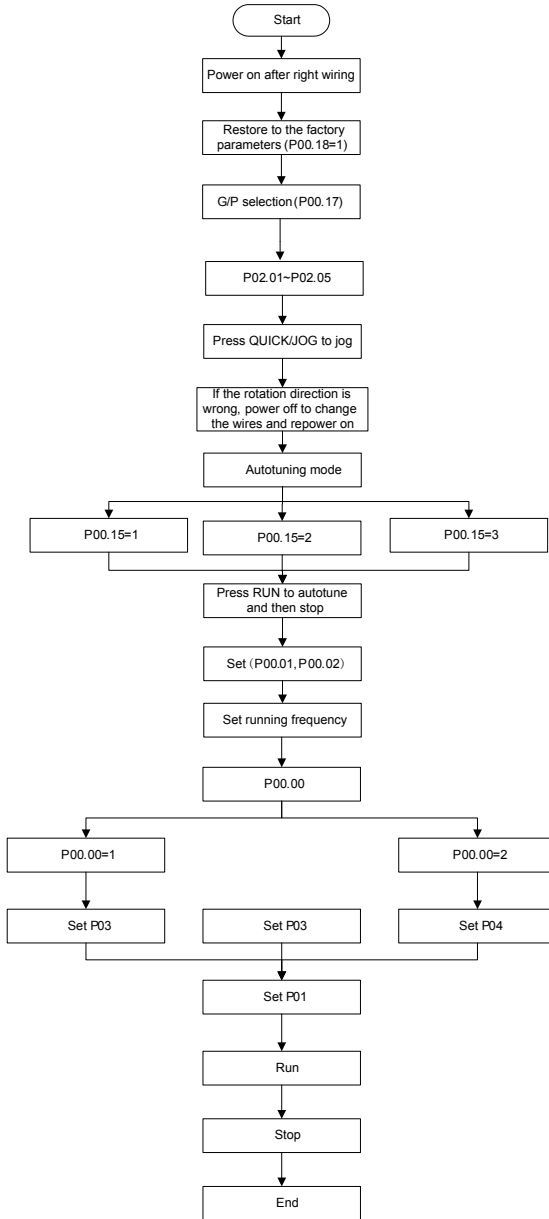 Start
Power on after right wiring
Restore to the factory
parameters (P00.18=1)
G/P selection (P00.17)
P02.01~P02.05
Press QUICK/JOG to jog
If the rotation direction is
wrong, power off to change
the wires and repower on
Autotuning mode
P00.15=1
P00.15=2
P00.15=3
Press RUN to autotune
and then stop
Set（P00.01, P00.02）
Set running frequency
P00.00
P00.00=1
P00.00=2
Set P03
Set P03
Set P04
Set P01
Run
Stop
End